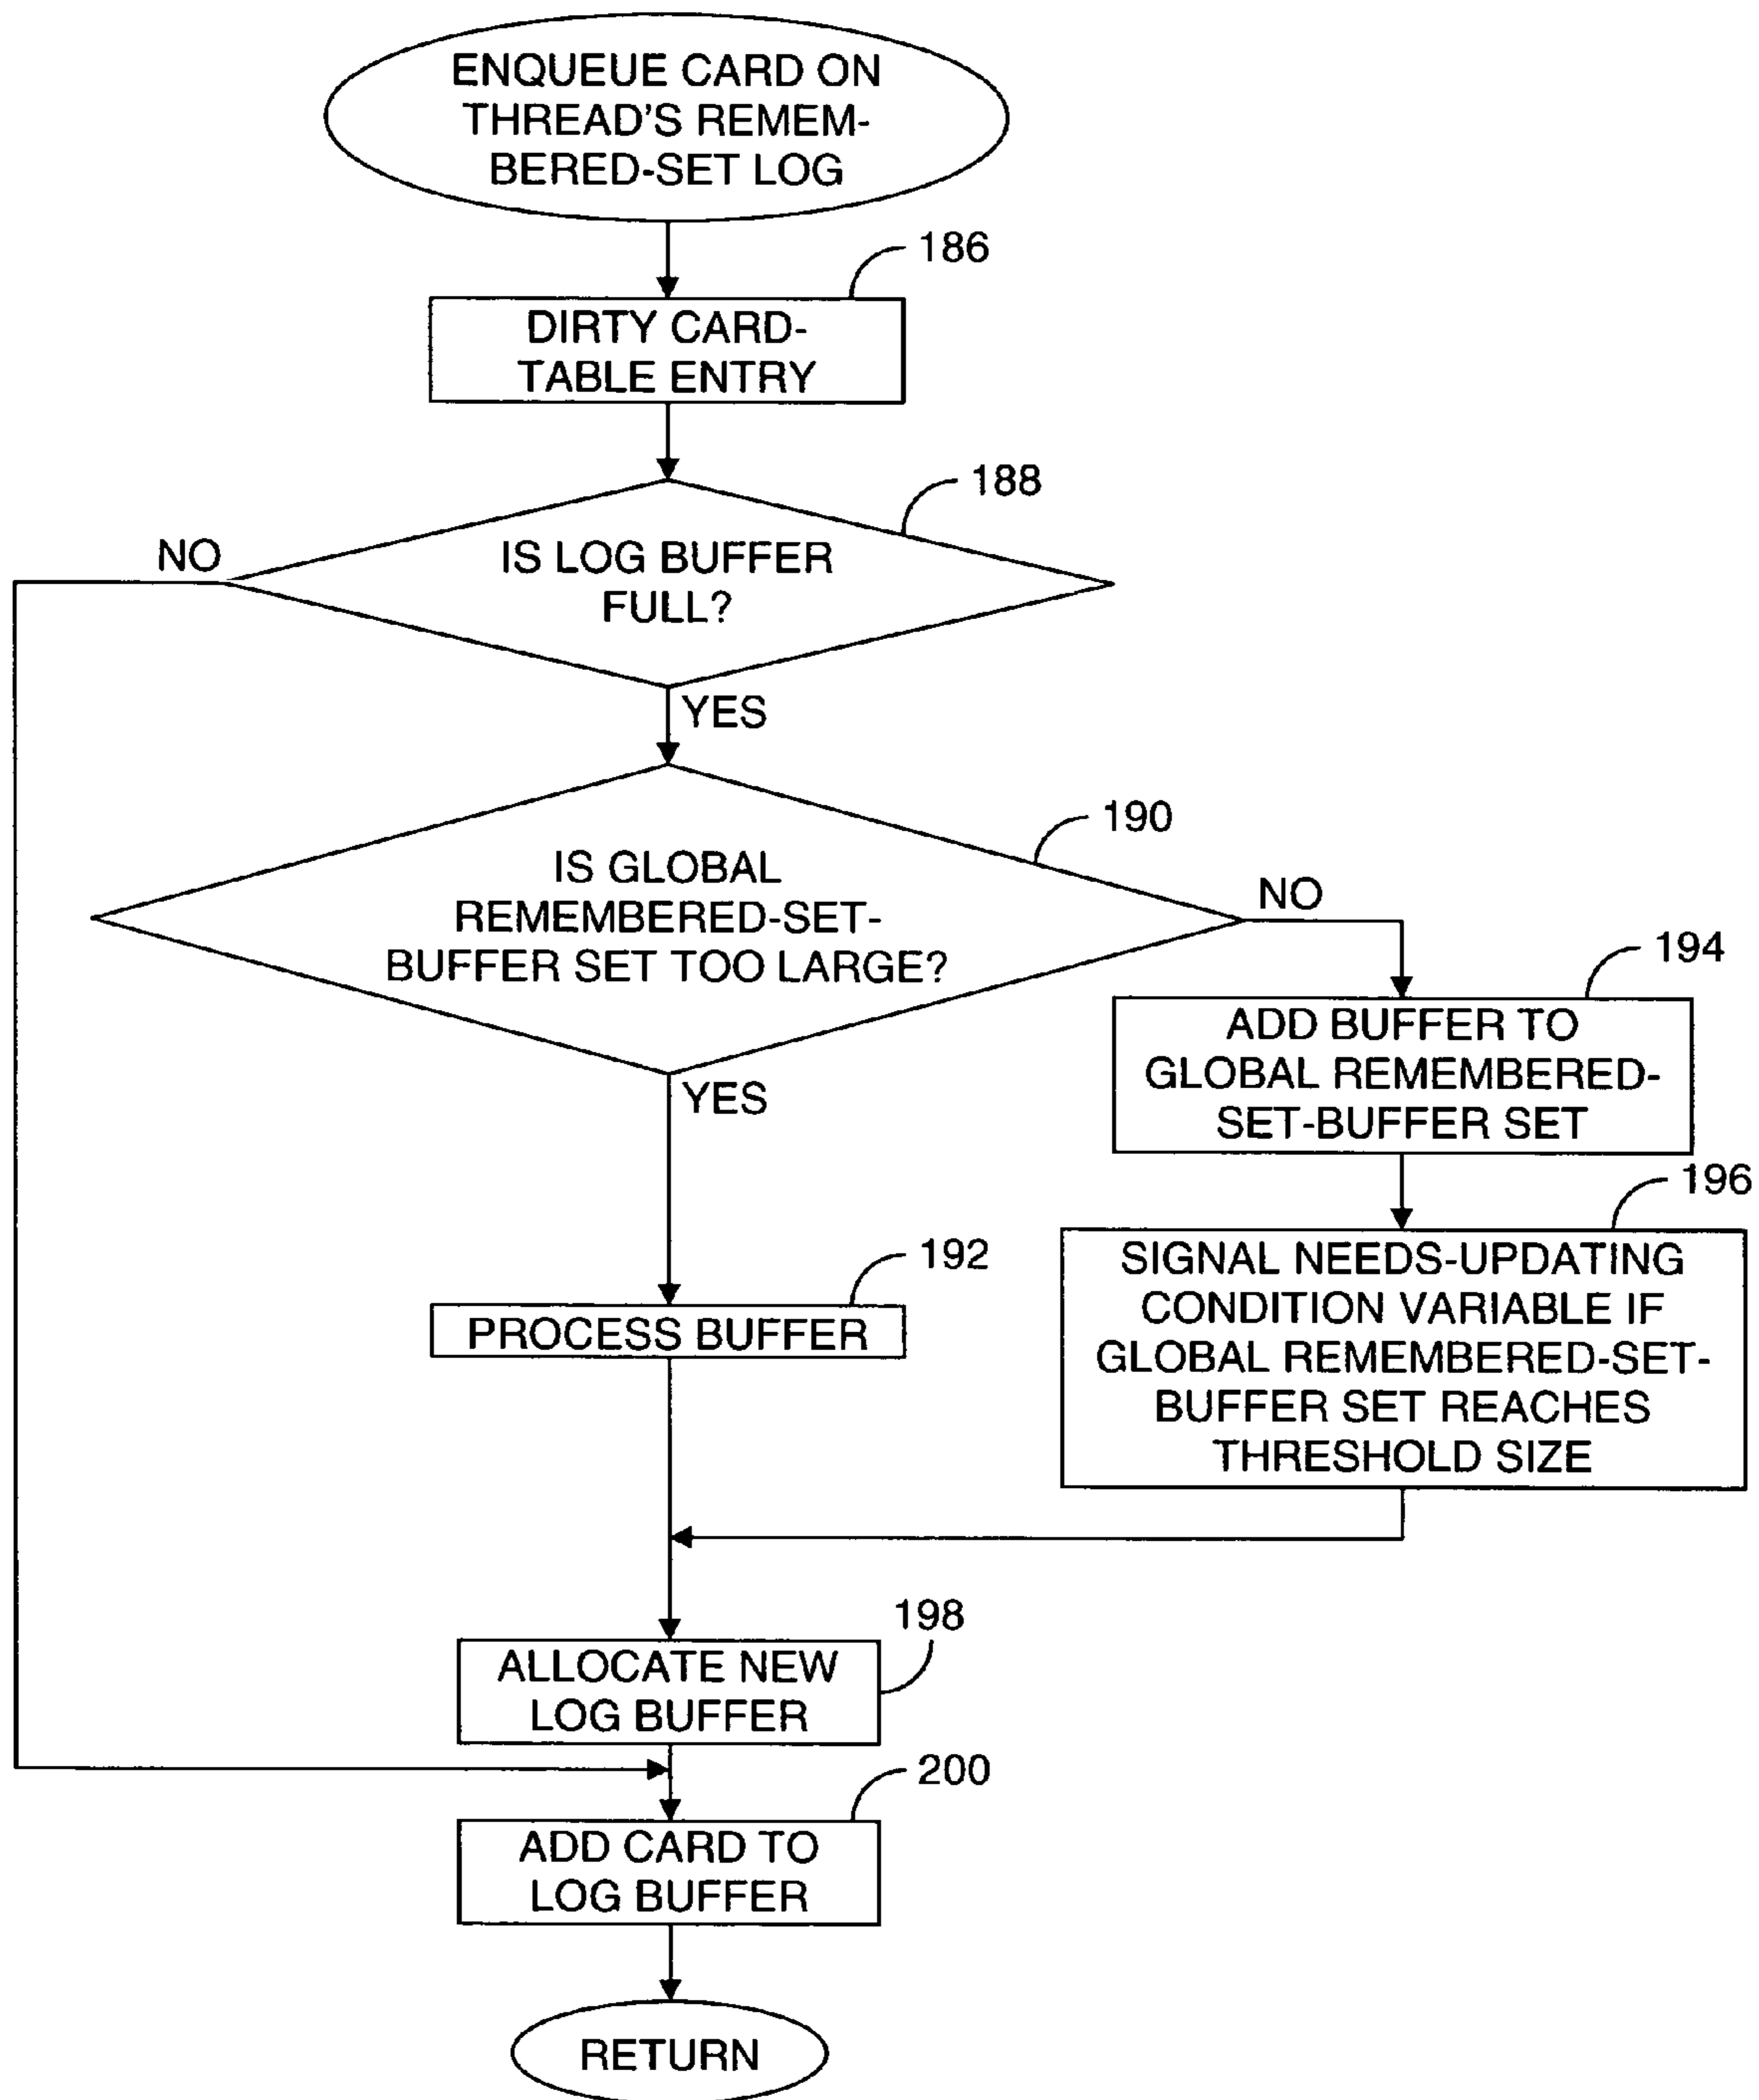 ENQUEUE CARD ON
THREAD'S REMEM-
BERED-SET LOG
186
DIRTY CARD-
TABLE ENTRY
188
NO
IS LOG BUFFER
FULL?
YES
190
IS GLOBAL
REMEMBERED-SET-
BUFFER SET TOO LARGE?
NO
194
ADD BUFFER TO
GLOBAL REMEMBERED-
SET-BUFFER SET
YES
196
SIGNAL NEEDS-UPDATING
CONDITION VARIABLE IF
GLOBAL REMEMBERED-SET-
BUFFER SET REACHES
THRESHOLD SIZE
192
PROCESS BUFFER
198
ALLOCATE NEW
LOG BUFFER
200
ADD CARD TO
LOG BUFFER
RETURN